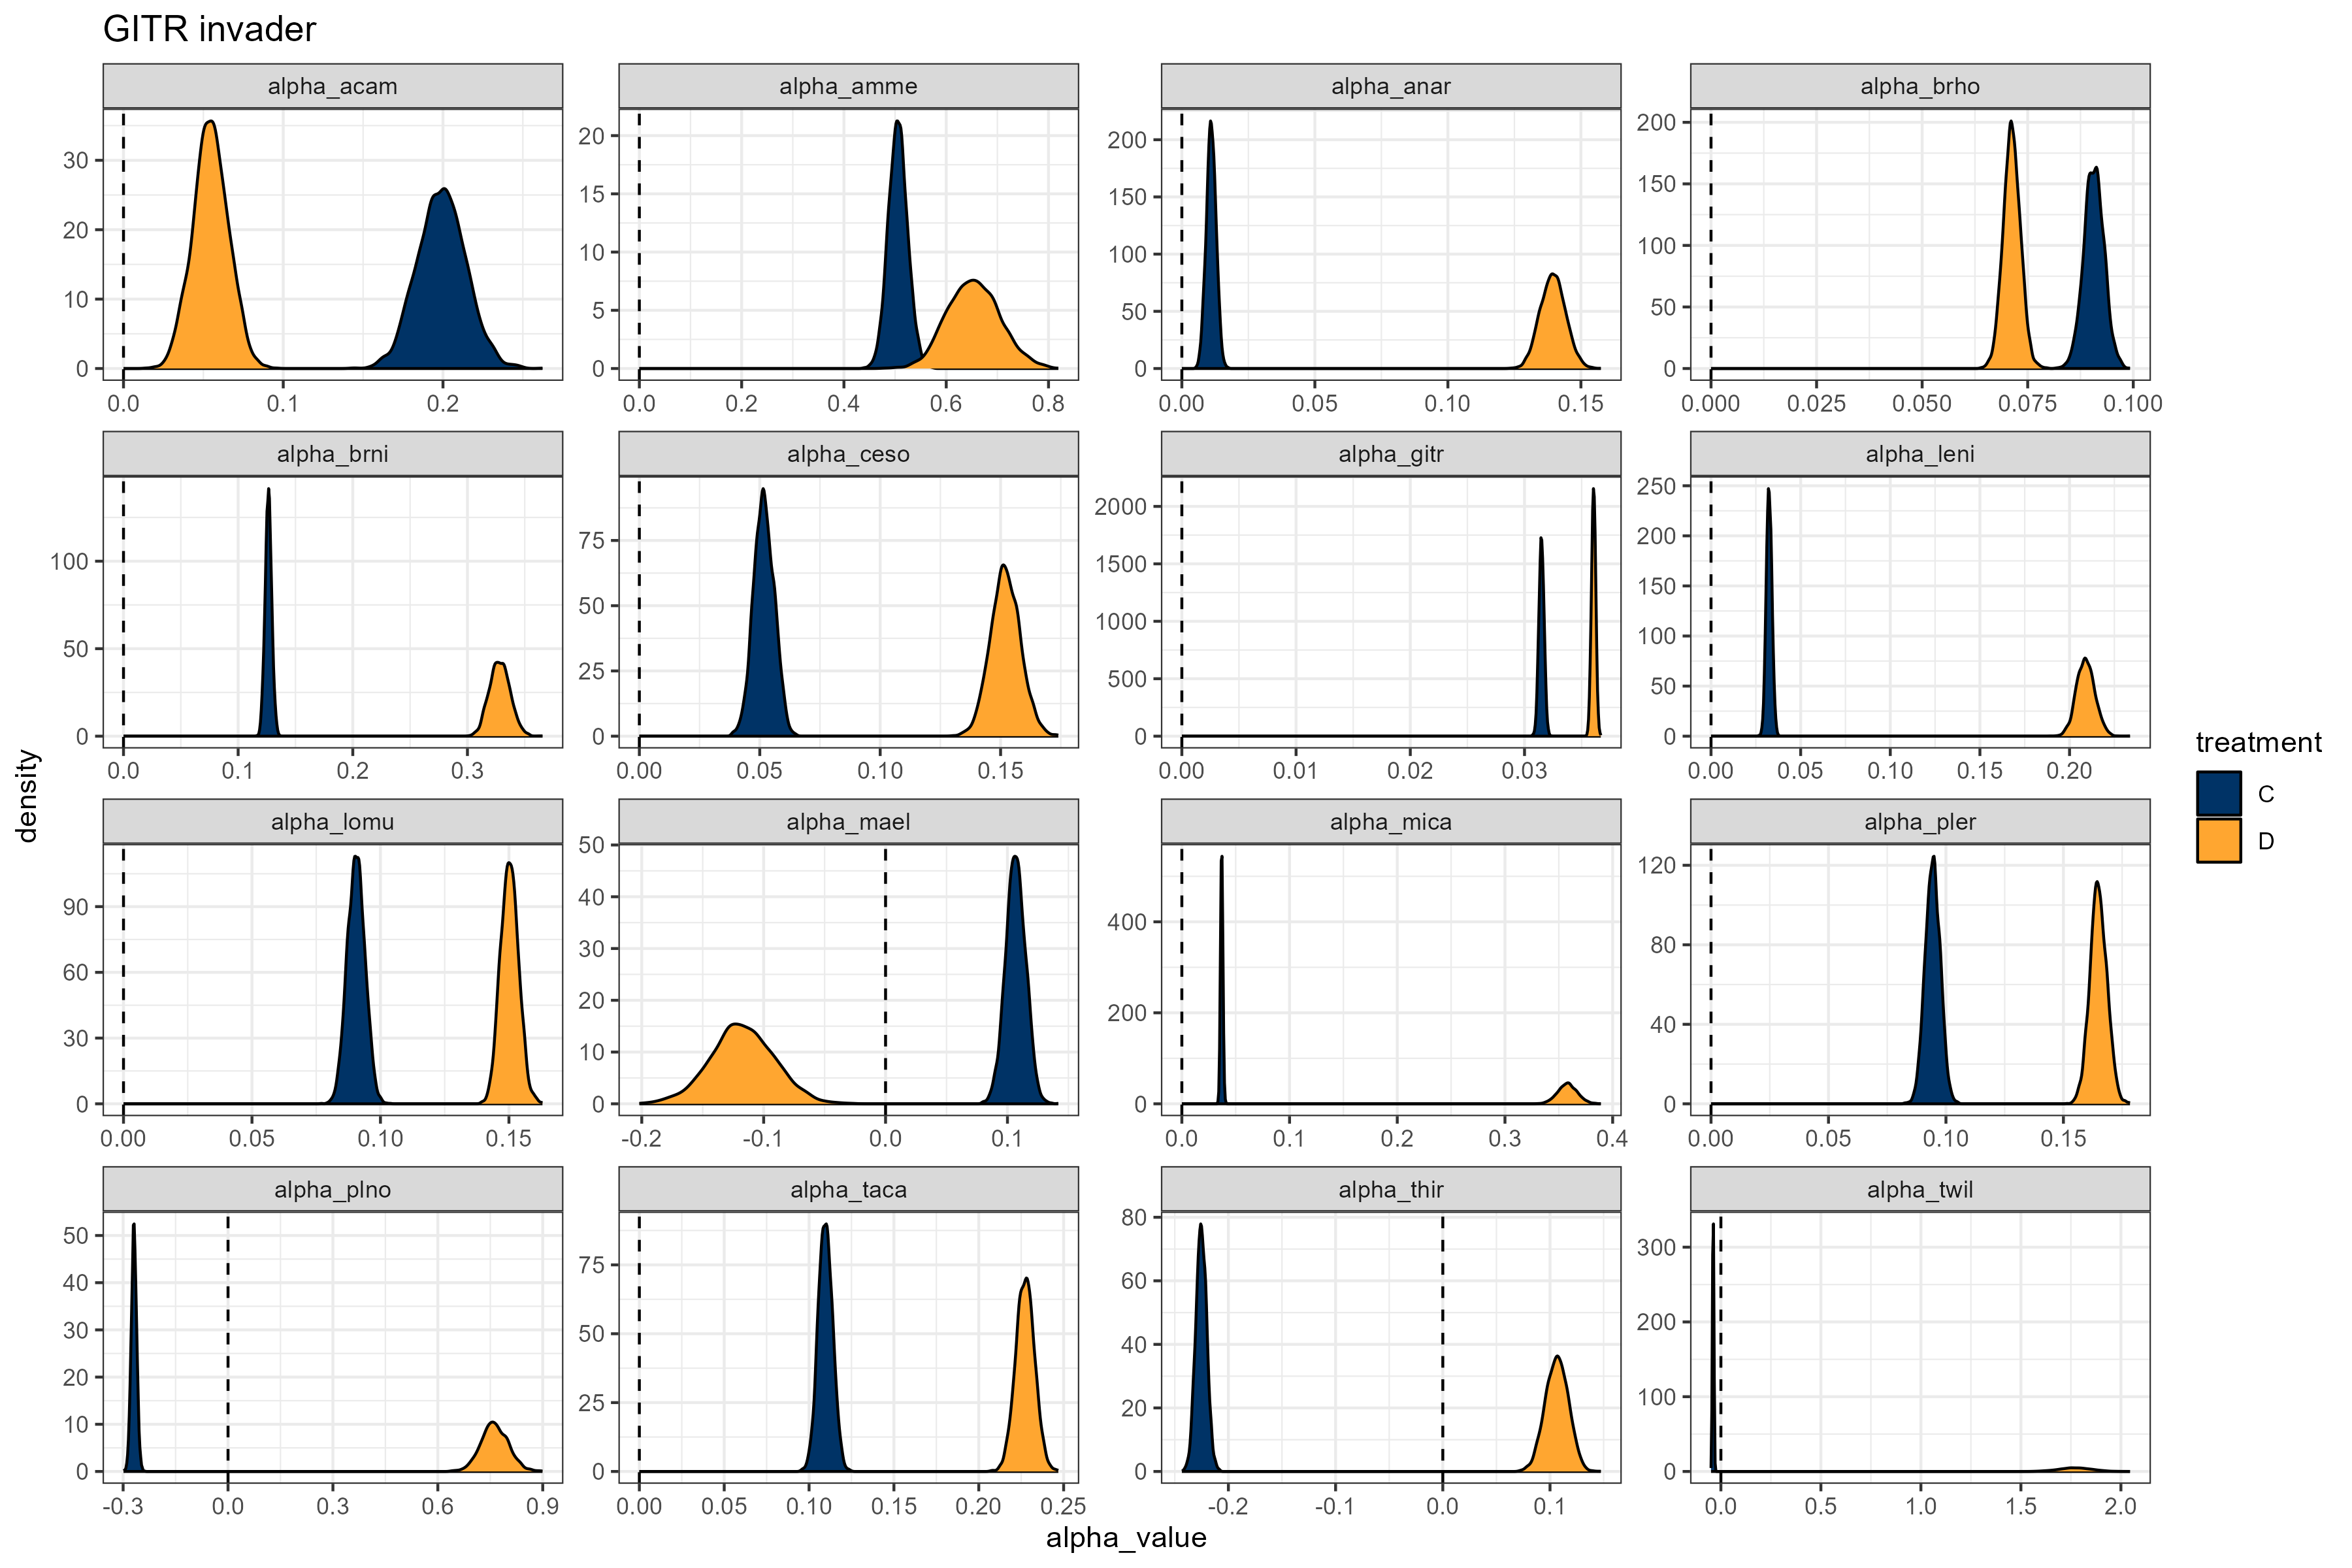 GITR invader
alpha_acam alpha_amme alpha_anar alpha_brho
30 20 10 0
0.0 0.1 0.2
20 15 10 5 0
0.0 0.2 0.4 0.6 0.8
200 150 100 50 0
0.00 0.05 0.10 0.15
200 150 100 50 0
0.000 0.025 0.050 0.075 0.100
alpha_brni alpha_ceso alpha_gitr alpha_leni
100 50 0
0.0 0.1 0.2 0.3
75 50 25 0
0.00 0.05 0.10 0.15
2000 1500 1000 500 0
0.00 0.01 0.02 0.03
250 200 150 100 50 0
0.00 0.05 0.10 0.15 0.20
alpha_lomu alpha_mael alpha_mica alpha_pler
90 60 30 0
0.00 0.05 0.10 0.15
50 40 30 20 10 0
-0.2 -0.1 0.0 0.1
400 200 0
0.0 0.1 0.2 0.3 0.4
120 80 40 0
0.00 0.05 0.10 0.15
alpha_plno alpha_taca alpha_thir alpha_twil
50 40 30 20 10 0
-0.3 0.0 0.3 0.6 0.9
75 50 25 0
0.00 0.05 0.10 0.15 0.20 0.25
80 60 40 20 0
-0.2 -0.1 0.0 0.1
300 200 100 0
0.0 0.5 1.0 1.5 2.0
density
alpha_value
treatment
C
D